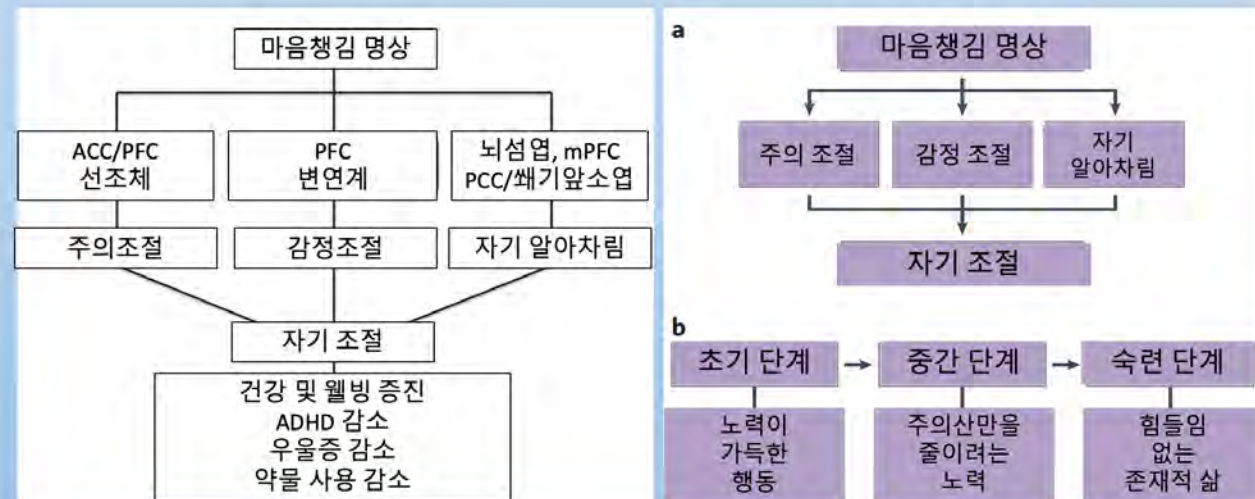 마음챙김 명상
ACC/PFC
선조체
PFC
변연계
뇌섬엽, mPFC
PCC/쐐기앞소엽
주의조절
감정조절
자기 알아차림
자기 조절
건강 및 웰빙 증진
ADHD 감소
우울증 감소
약물 사용 감소
a
마음챙김 명상
주의 조절
감정 조절
자기
알아차림
자기 조절
b
초기 단계
중간 단계
숙련 단계
노력이
가득한
행동
주의산만을
줄이려는
노력
힘들임
없는
존재적 삶